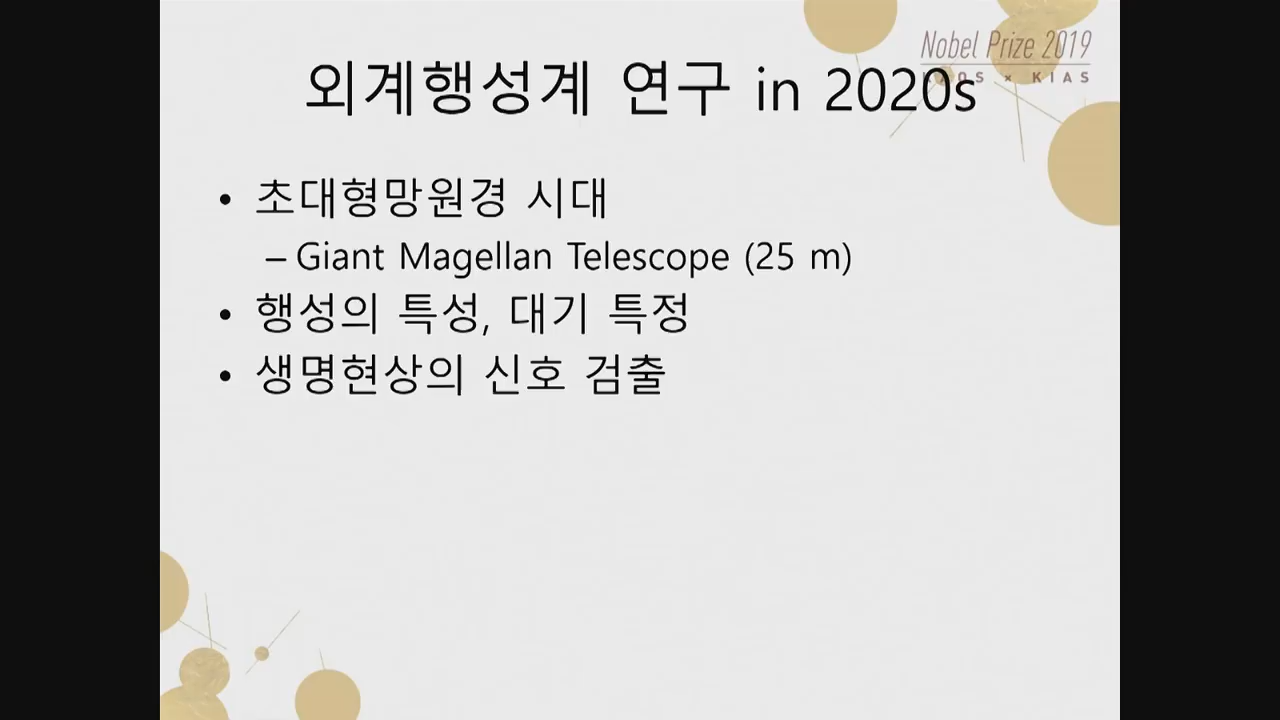 Nobel Prize 2019
KAOS × KIAS
외계행성계 연구 in 2020s
• 초대형망원경 시대
– Giant Magellan Telescope (25 m)
• 행성의 특성, 대기 특정
• 생명현상의 신호 검출